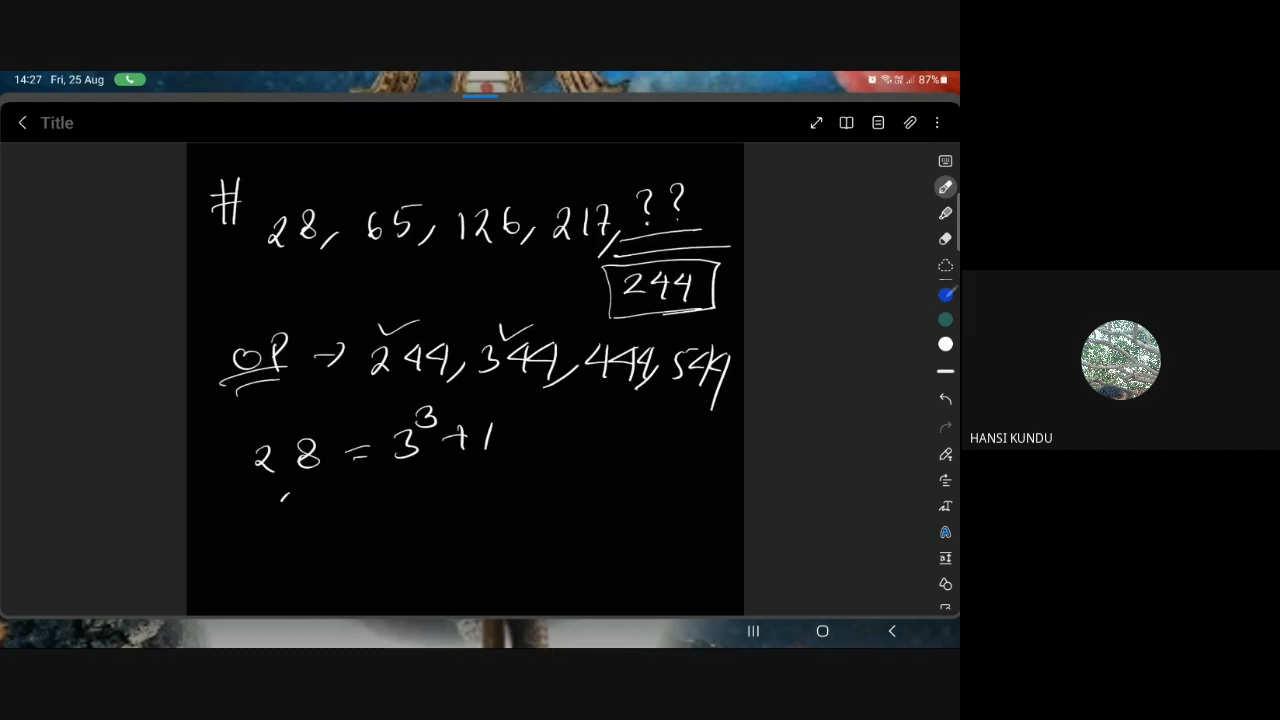 14:27 Fri, 25 Aug 87%
Title
# 28, 65, 126, 217, ??
244
OP → 244, 344, 444, 544
28 = 3³ + 1
HANSI KUNDU